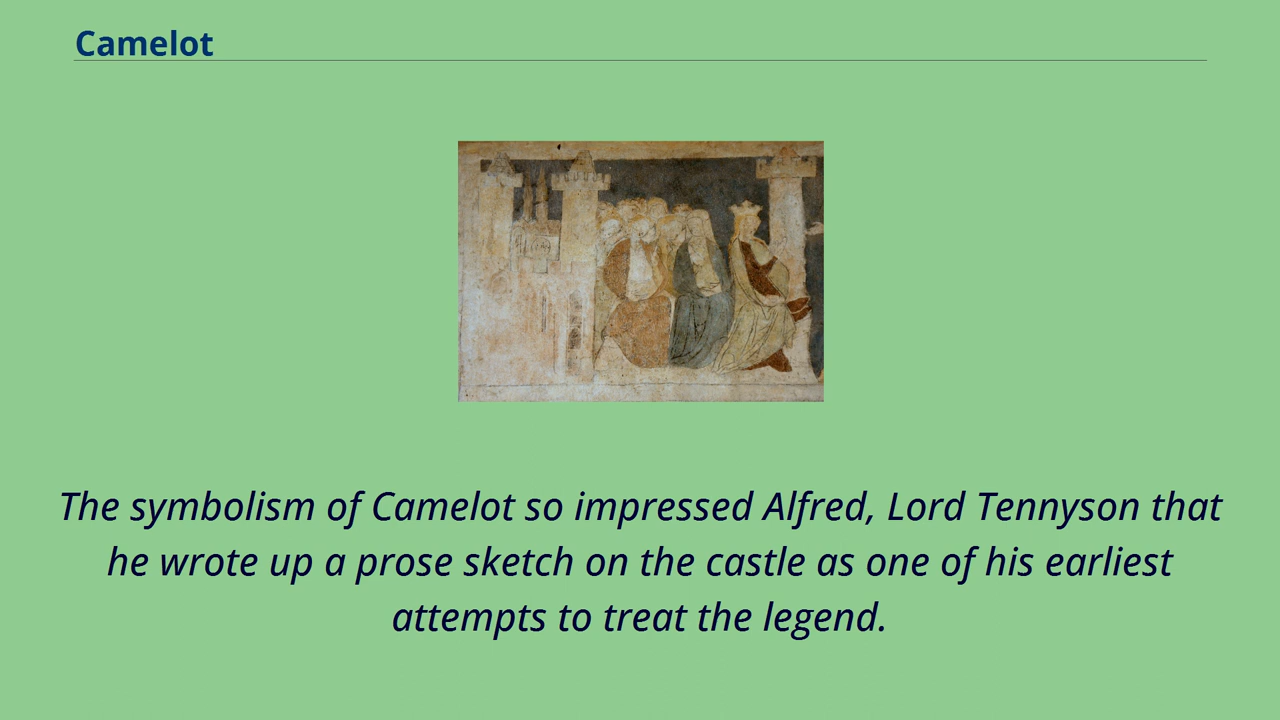 Camelot
The symbolism of Camelot so impressed Alfred, Lord Tennyson that
he wrote up a prose sketch on the castle as one of his earliest
attempts to treat the legend.